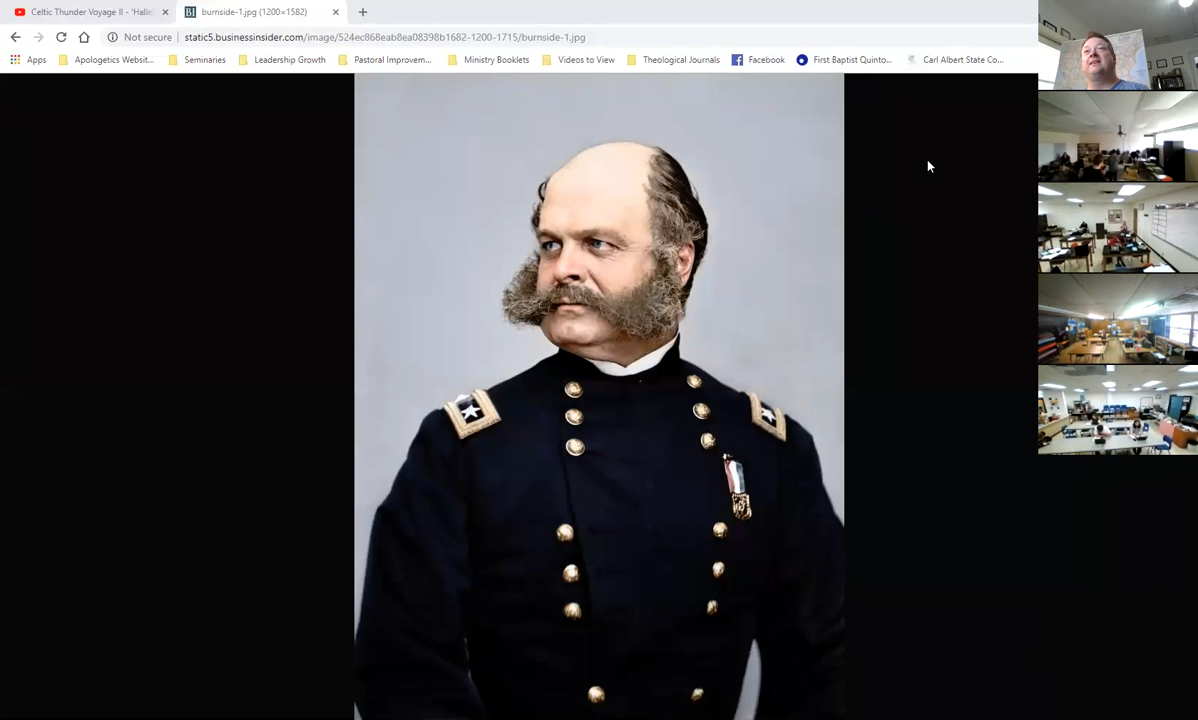 Celtic Thunder Voyage II - 'Hallel
burnside-1.jpg (1200×1582)
Not secure
static5.businessinsider.com/image/524ec868eab8ea08398b1682-1200-1715/burnside-1.jpg
Apps
Apologetics Websit...
Seminaries
Leadership Growth
Pastoral Improvem...
Ministry Booklets
Videos to View
Theological Journals
Facebook
First Baptist Quinto...
Carl Albert State Co...